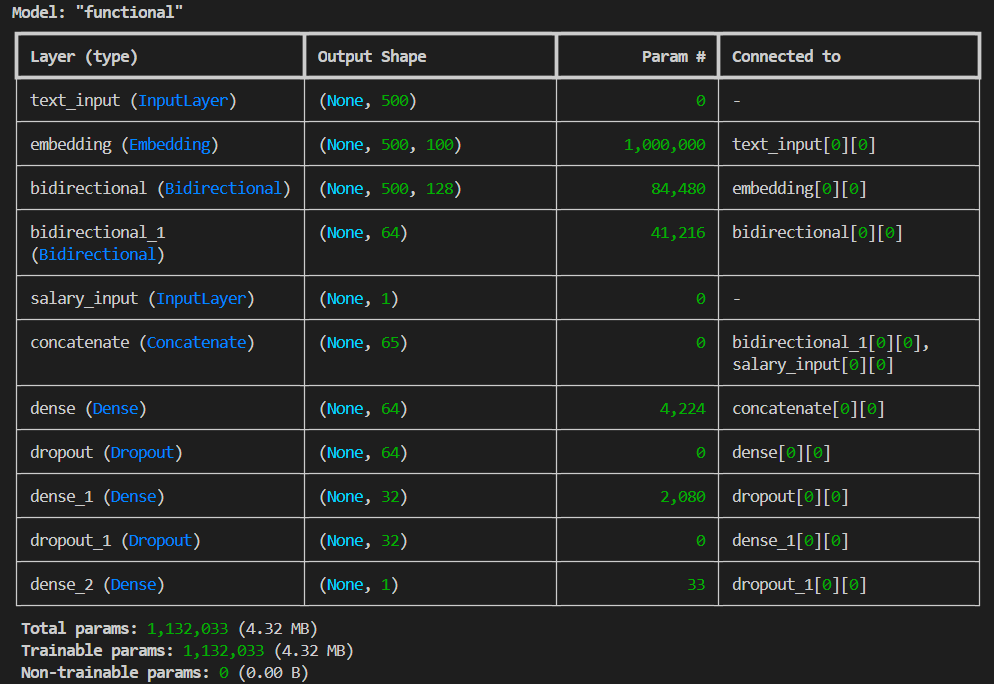 Model: "functional"
Layer (type) Output Shape Param # Connected to
text_input (InputLayer) (None, 500) 0 -
embedding (Embedding) (None, 500, 100) 1,000,000 text_input[0][0]
bidirectional (Bidirectional) (None, 500, 128) 84,480 embedding[0][0]
bidirectional_1 (None, 64) 41,216 bidirectional[0][0]
(Bidirectional)
salary_input (InputLayer) (None, 1) 0 -
concatenate (Concatenate) (None, 65) 0 bidirectional_1[0][0],
salary_input[0][0]
dense (Dense) (None, 64) 4,224 concatenate[0][0]
dropout (Dropout) (None, 64) 0 dense[0][0]
dense_1 (Dense) (None, 32) 2,080 dropout[0][0]
dropout_1 (Dropout) (None, 32) 0 dense_1[0][0]
dense_2 (Dense) (None, 1) 33 dropout_1[0][0]
Total params: 1,132,033 (4.32 MB)
Trainable params: 1,132,033 (4.32 MB)
Non-trainable params: 0 (0.00 B)